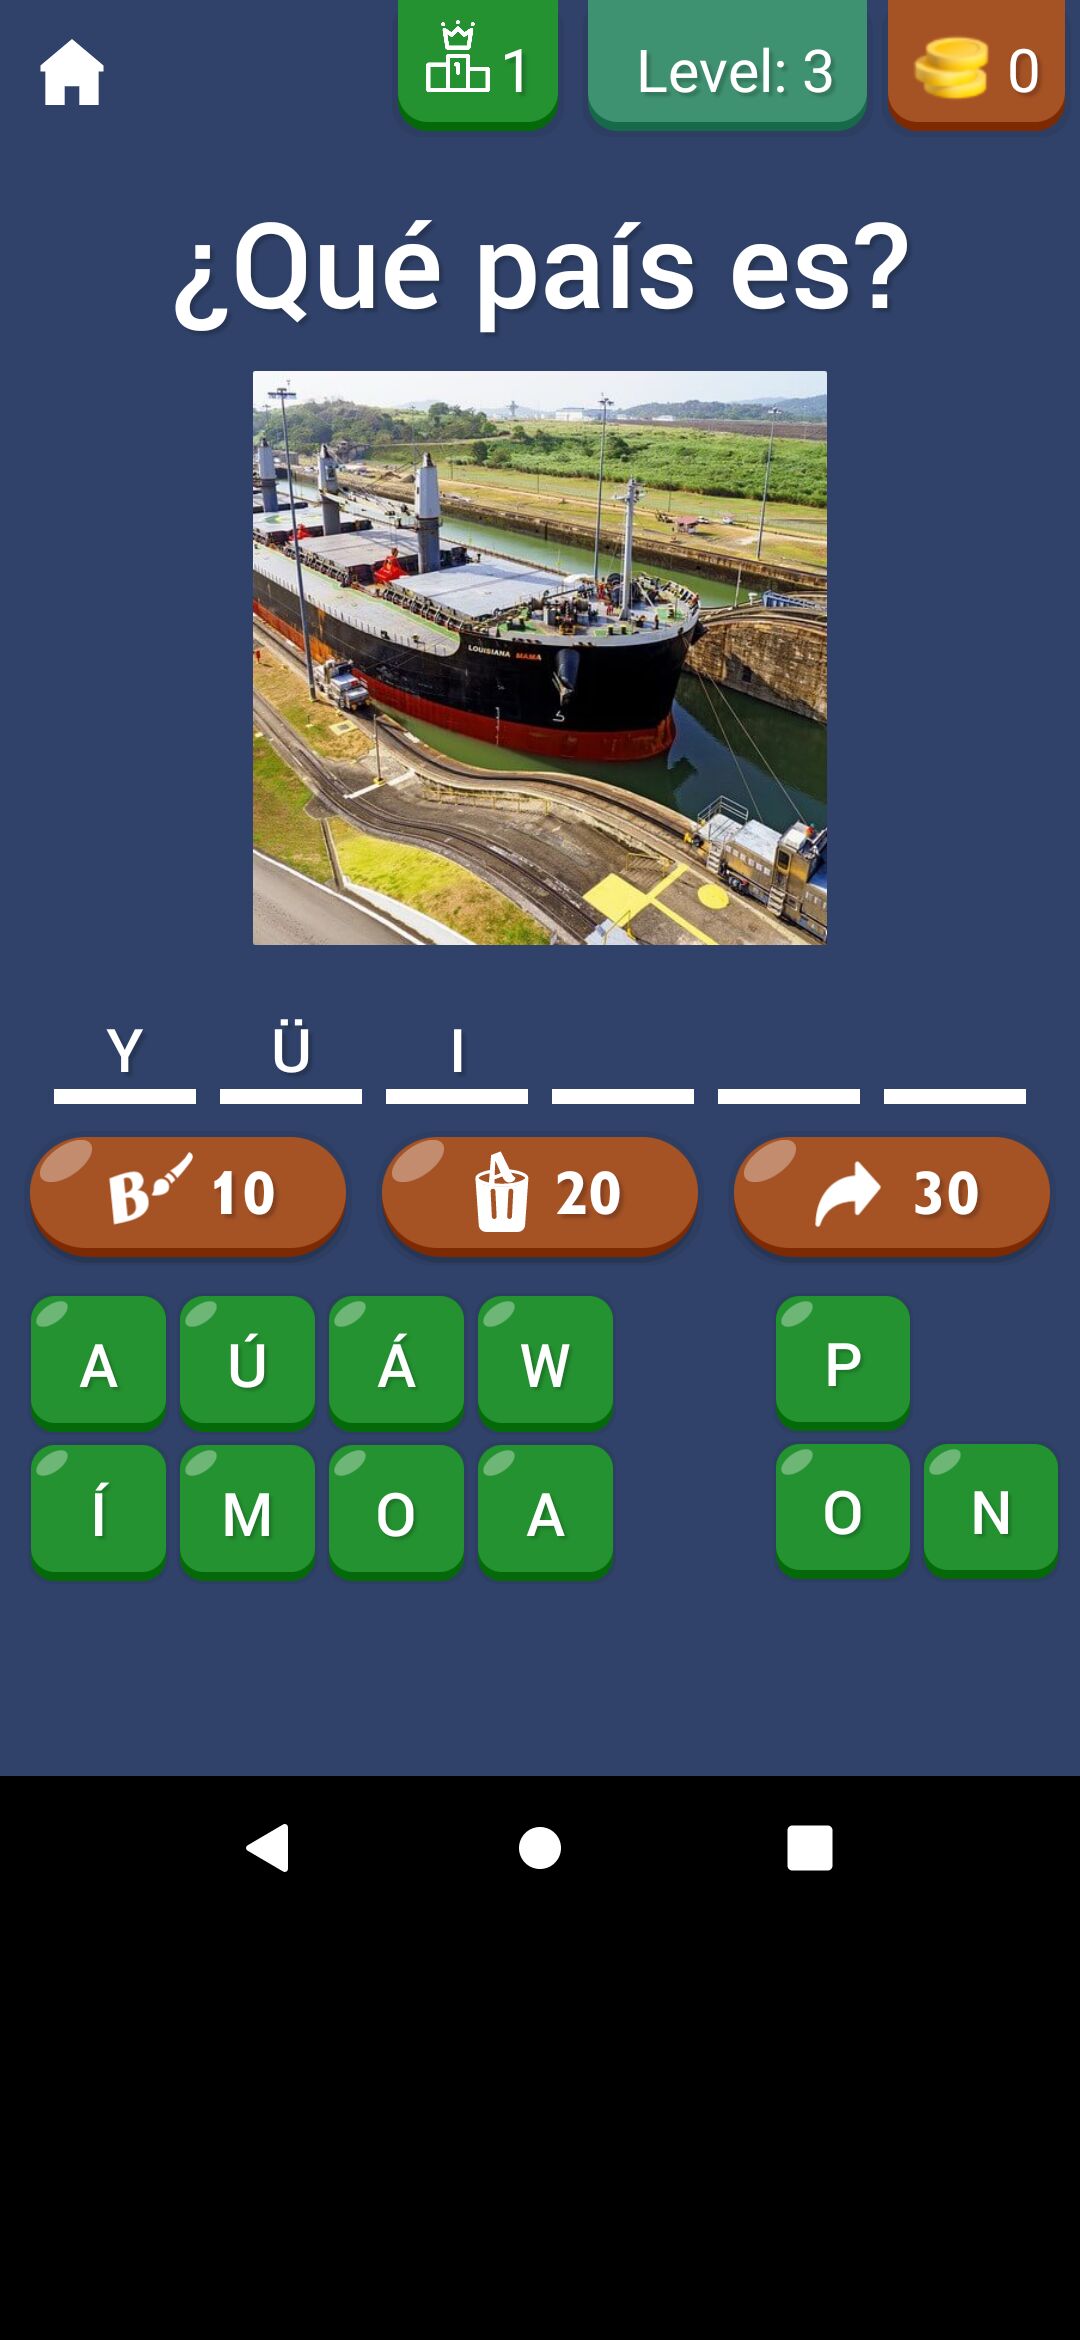 1 Level: 3 0
¿Qué país es?
LOUISIANA MAMA
Y Ü I
B 10 20 30
A Ú Á W P
Í M O A O N